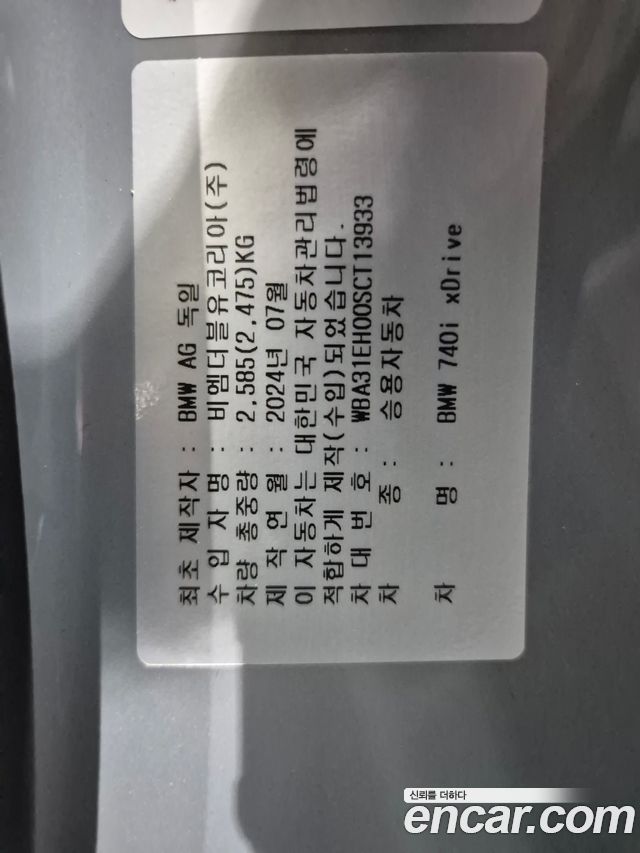 최초 제작자 : BMW AG 독일
수 입 자 명 : 비엠더블유코리아(주)
차량 총중량 : 2,585(2,475)KG
제 작 연 월 : 2024년 07월
이 자동차는 대한민국 자동차관리법령에
적합하게 제작(수입)되었습니다.
차 대 번 호 : WBA31EH00SCT13933
차 종 : 승용자동차
차 명 : BMW 740i xDrive
신뢰를 더하다
encar.com